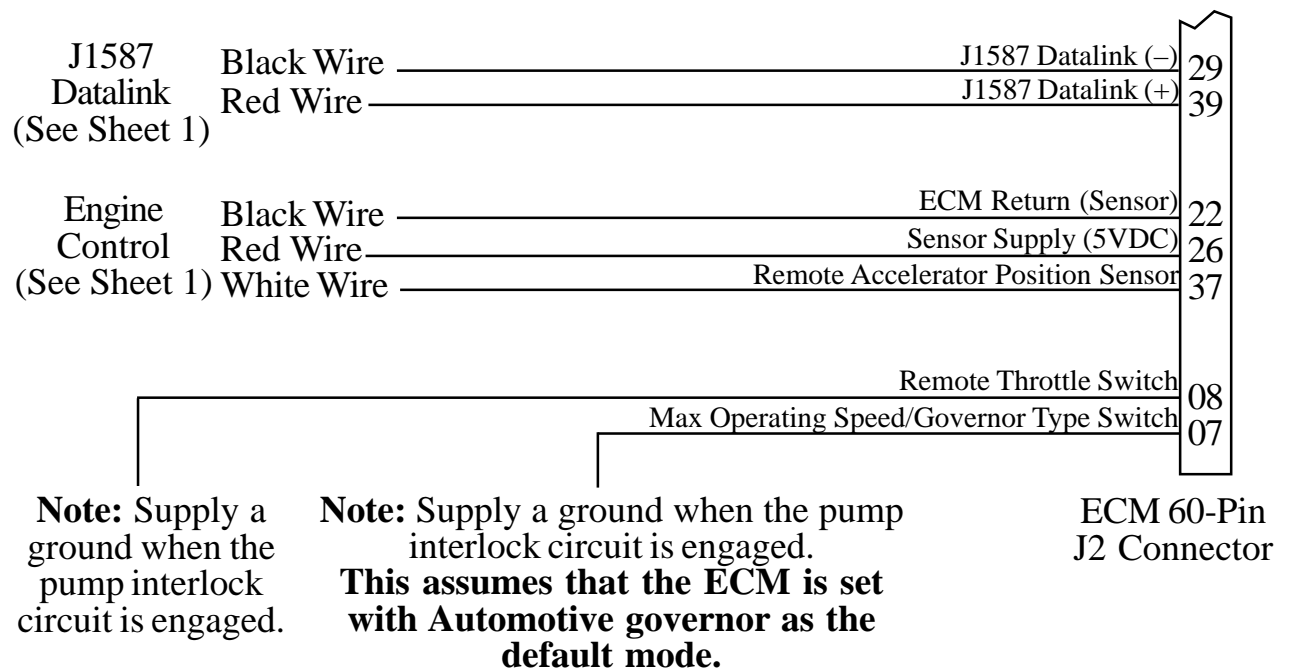 J1587
Datalink
(See Sheet 1)
Black Wire
Red Wire
J1587 Datalink (–)
J1587 Datalink (+)
29
39
Engine
Control
(See Sheet 1)
Black Wire
Red Wire
White Wire
ECM Return (Sensor)
Sensor Supply (5VDC)
Remote Accelerator Position Sensor
22
26
37
Remote Throttle Switch
08
Max Operating Speed/Governor Type Switch
07
Note: Supply a
ground when the
pump interlock
circuit is engaged.
Note: Supply a ground when the pump
interlock circuit is engaged.
This assumes that the ECM is set
with Automotive governor as the
default mode.
ECM 60-Pin
J2 Connector